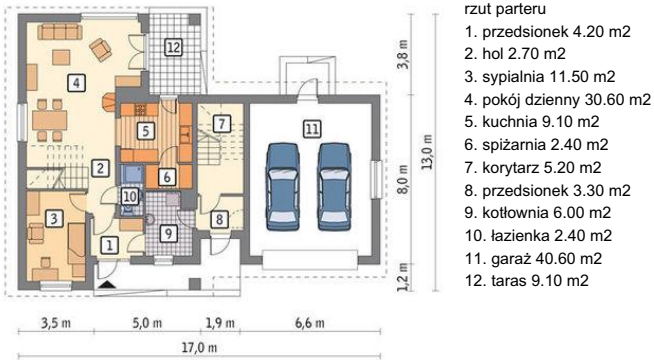 rzut parteru
1. przedsionek 4.20 m2
2. hol 2.70 m2
3. sypialnia 11.50 m2
4. pokój dzienny 30.60 m2
5. kuchnia 9.10 m2
6. spiżarnia 2.40 m2
7. korytarz 5.20 m2
8. przedsionek 3.30 m2
9. kotłownia 6.00 m2
10. łazienka 2.40 m2
11. garaż 40.60 m2
12. taras 9.10 m2
12
4
5
7
11
2
6
10
3
8
9
1
3,8 m
13,0 m
8,0 m
1,2 m
3,5 m
5,0 m
1,9 m
6,6 m
17,0 m